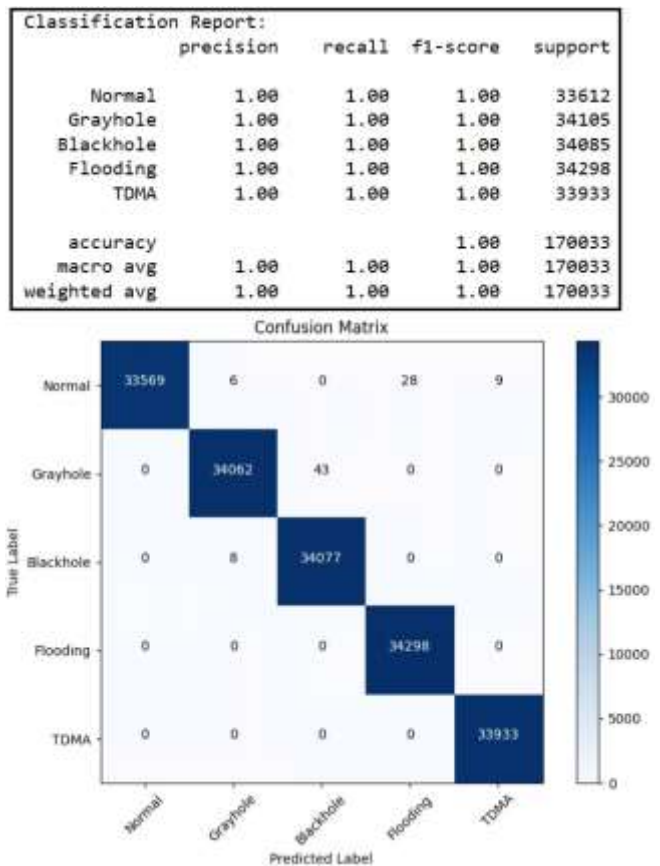 Classification Report:
precision recall f1-score support
Normal 1.00 1.00 1.00 33612
Grayhole 1.00 1.00 1.00 34105
Blackhole 1.00 1.00 1.00 34085
Flooding 1.00 1.00 1.00 34298
TDMA 1.00 1.00 1.00 33933
accuracy 1.00 170033
macro avg 1.00 1.00 1.00 170033
weighted avg 1.00 1.00 1.00 170033
Confusion Matrix
Normal 33569 6 0 28 9
Grayhole 0 34062 43 0 0
Blackhole 0 8 34077 0 0
Flooding 0 0 0 34298 0
TDMA 0 0 0 0 33933
True Label
Normal Grayhole Blackhole Flooding TDMA
Predicted Label
30000
25000
20000
15000
10000
5000
0